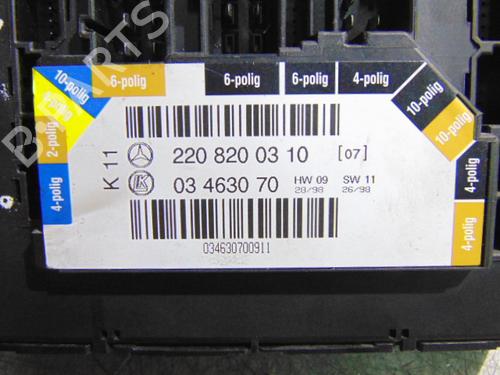 10-polig
6-polig
6-polig
6-polig
4-polig
2-polig
10-polig
10-polig
4-polig
4-polig
4-polig
K 11
220 820 03 10 [07]
03 4630 70 HW 09 SW 11
28/98 26/98
034630700911
B-Parts